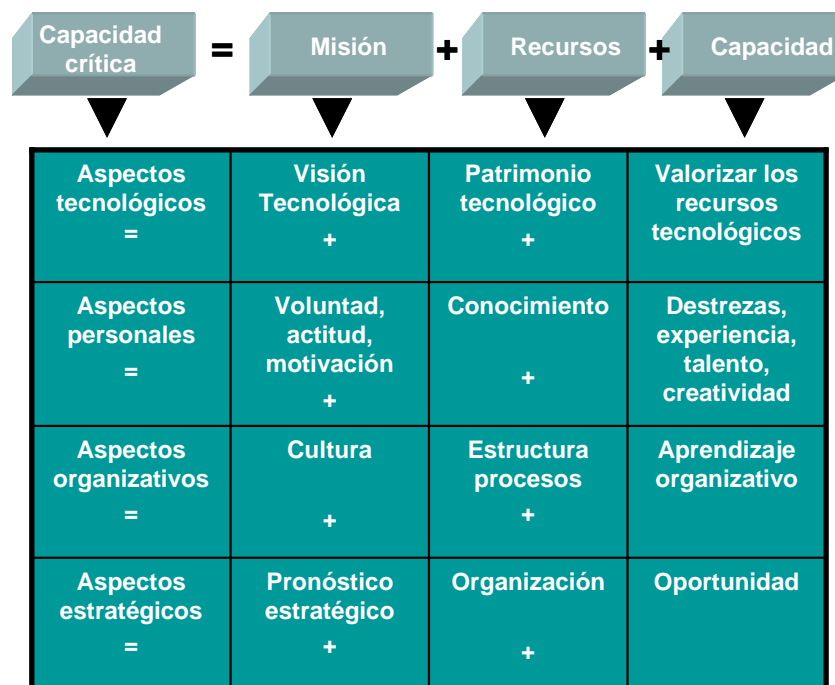 Capacidad
crítica
=
Misión
+
Recursos
+
Capacidad
Aspectos
tecnológicos
=
Visión
Tecnológica
+
Patrimonio
tecnológico
+
Valorizar los
recursos
tecnológicos
Aspectos
personales
=
Voluntad,
actitud,
motivación
+
Conocimiento
+
Destrezas,
experiencia,
talento,
creatividad
Aspectos
organizativos
=
Cultura
+
Estructura
procesos
+
Aprendizaje
organizativo
Aspectos
estratégicos
=
Pronóstico
estratégico
+
Organización
+
Oportunidad